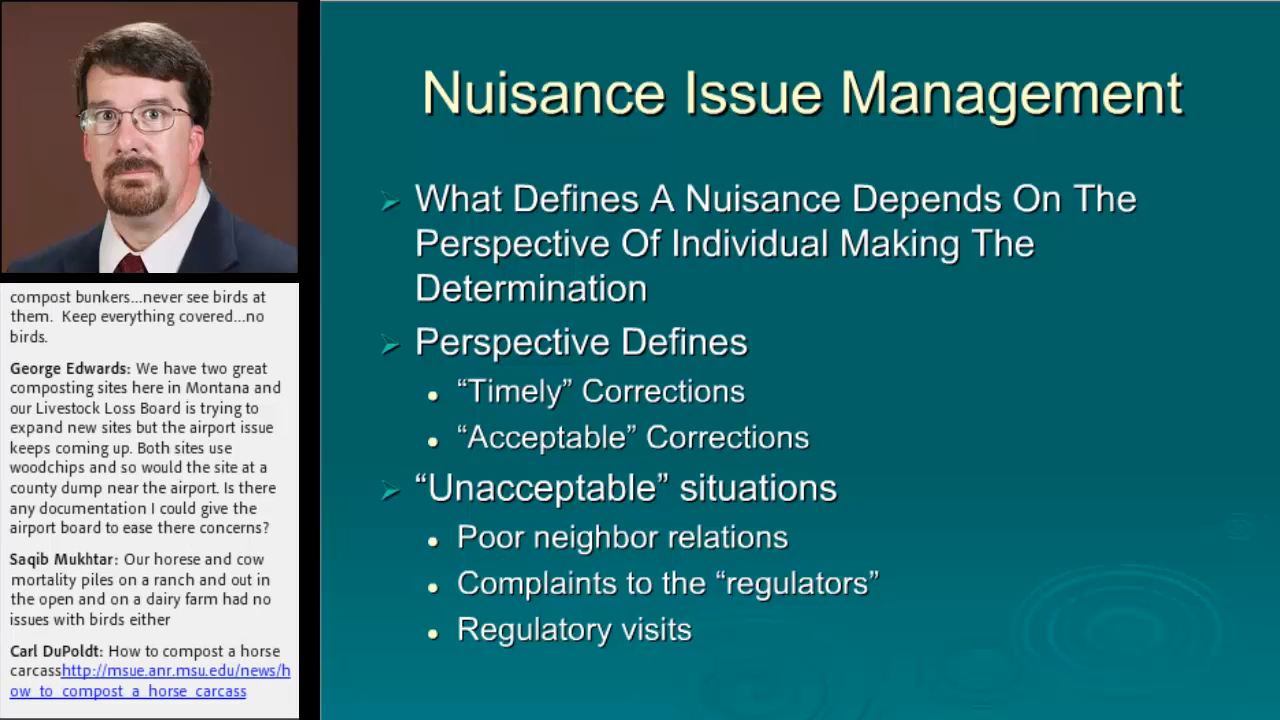 Nuisance Issue Management
What Defines A Nuisance Depends On The
Perspective Of Individual Making The
Determination
Perspective Defines
“Timely” Corrections
“Acceptable” Corrections
“Unacceptable” situations
Poor neighbor relations
Complaints to the “regulators”
Regulatory visits
compost bunkers...never see birds at
them. Keep everything covered...no
birds.
George Edwards: We have two great
composting sites here in Montana and
our Livestock Loss Board is trying to
expand new sites but the airport issue
keeps coming up. Both sites use
woodchips and so would the site at a
county dump near the airport. Is there
any documentation I could give the
airport board to ease there concerns?
Saqib Mukhtar: Our horese and cow
mortality piles on a ranch and out in
the open and on a dairy farm had no
issues with birds either
Carl DuPoldt: How to compost a horse
carcasshttp://msue.anr.msu.edu/news/h
ow_to_compost_a_horse_carcass